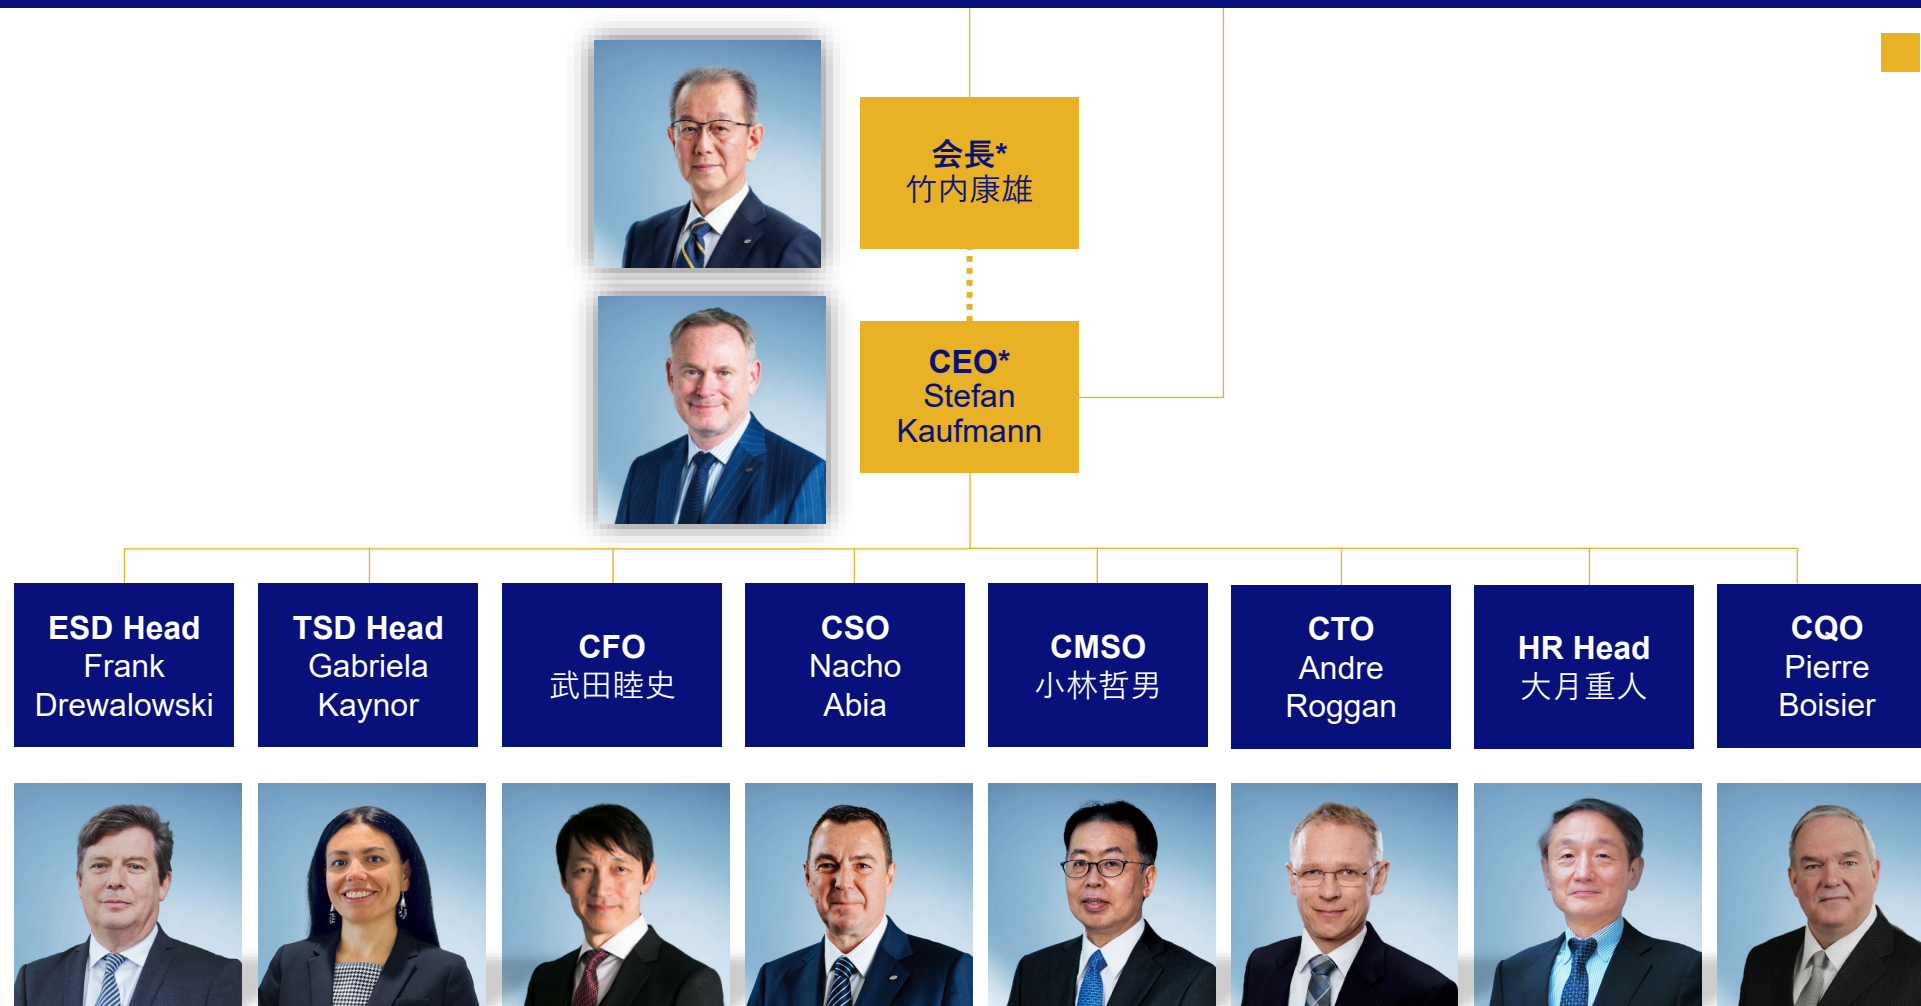 会長*
竹内康雄
CEO*
Stefan
Kaufmann
ESD Head
Frank
Drewalowski
TSD Head
Gabriela
Kaynor
CFO
武田睦史
CSO
Nacho
Abia
CMSO
小林哲男
CTO
Andre
Roggan
HR Head
大月重人
CQO
Pierre
Boisier